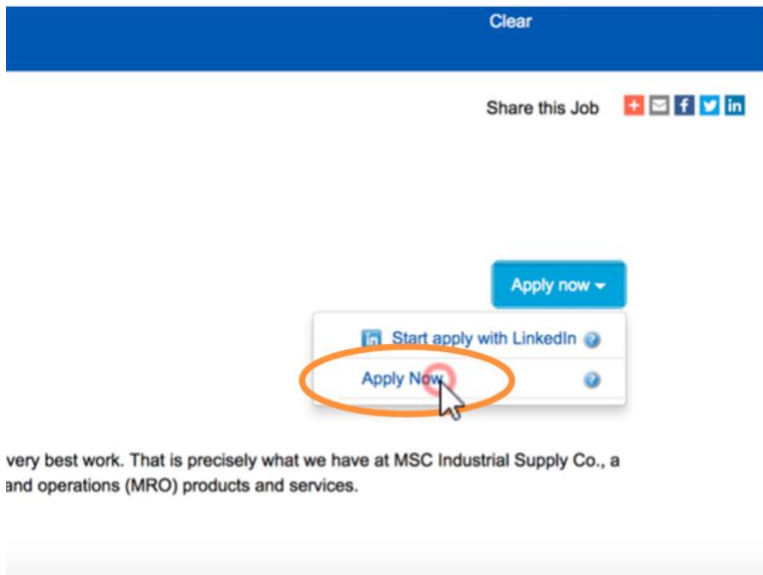 Clear
Share this Job
Apply now
in Start apply with LinkedIn ?
Apply Now ?
very best work. That is precisely what we have at MSC Industrial Supply Co., a
and operations (MRO) products and services.